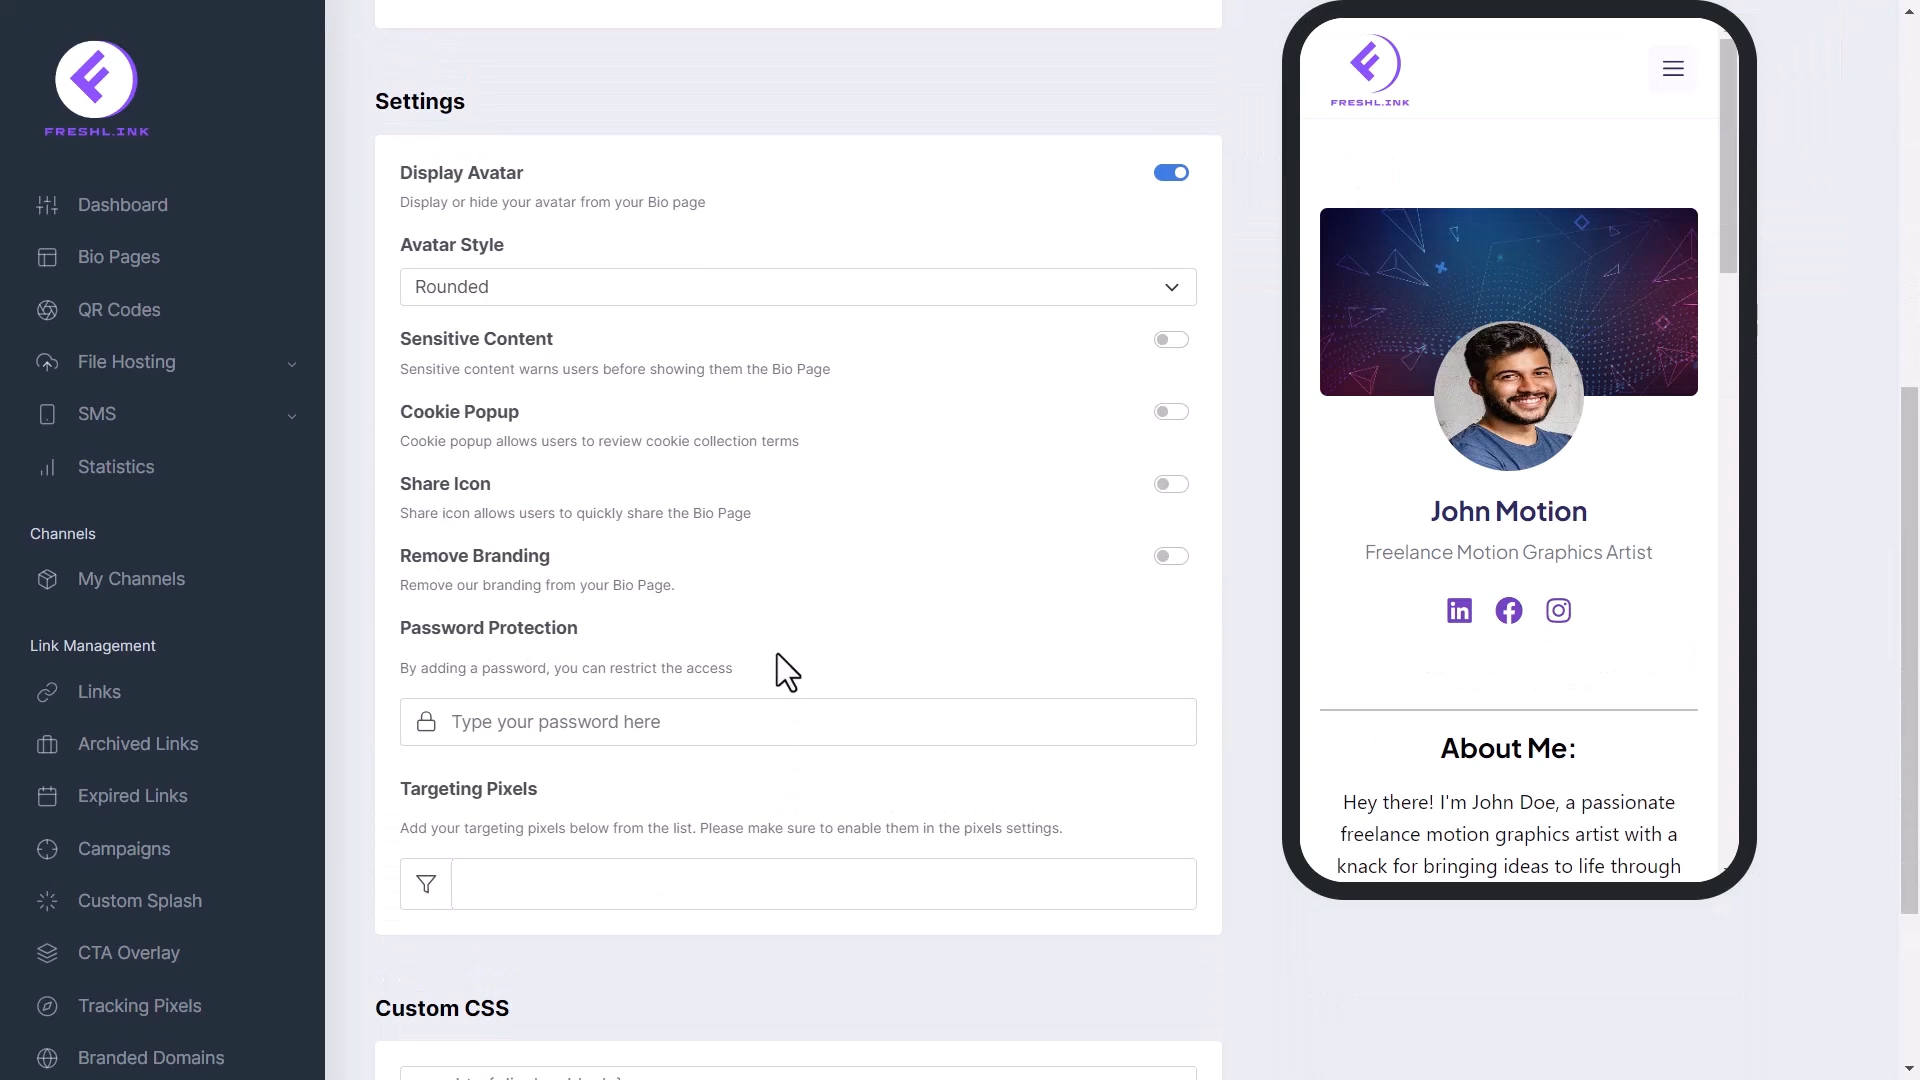 FRESHL.INK
Dashboard
Bio Pages
QR Codes
File Hosting
SMS
Statistics
Channels
My Channels
Link Management
Links
Archived Links
Expired Links
Campaigns
Custom Splash
CTA Overlay
Tracking Pixels
Branded Domains
Settings
Display Avatar
Display or hide your avatar from your Bio page
Avatar Style
Rounded
Sensitive Content
Sensitive content warns users before showing them the Bio Page
Cookie Popup
Cookie popup allows users to review cookie collection terms
Share Icon
Share icon allows users to quickly share the Bio Page
Remove Branding
Remove our branding from your Bio Page.
Password Protection
By adding a password, you can restrict the access
Type your password here
Targeting Pixels
Add your targeting pixels below from the list. Please make sure to enable them in the pixels settings.
Custom CSS
FRESHL.INK
John Motion
Freelance Motion Graphics Artist
About Me:
Hey there! I'm John Doe, a passionate
freelance motion graphics artist with a
knack for bringing ideas to life through